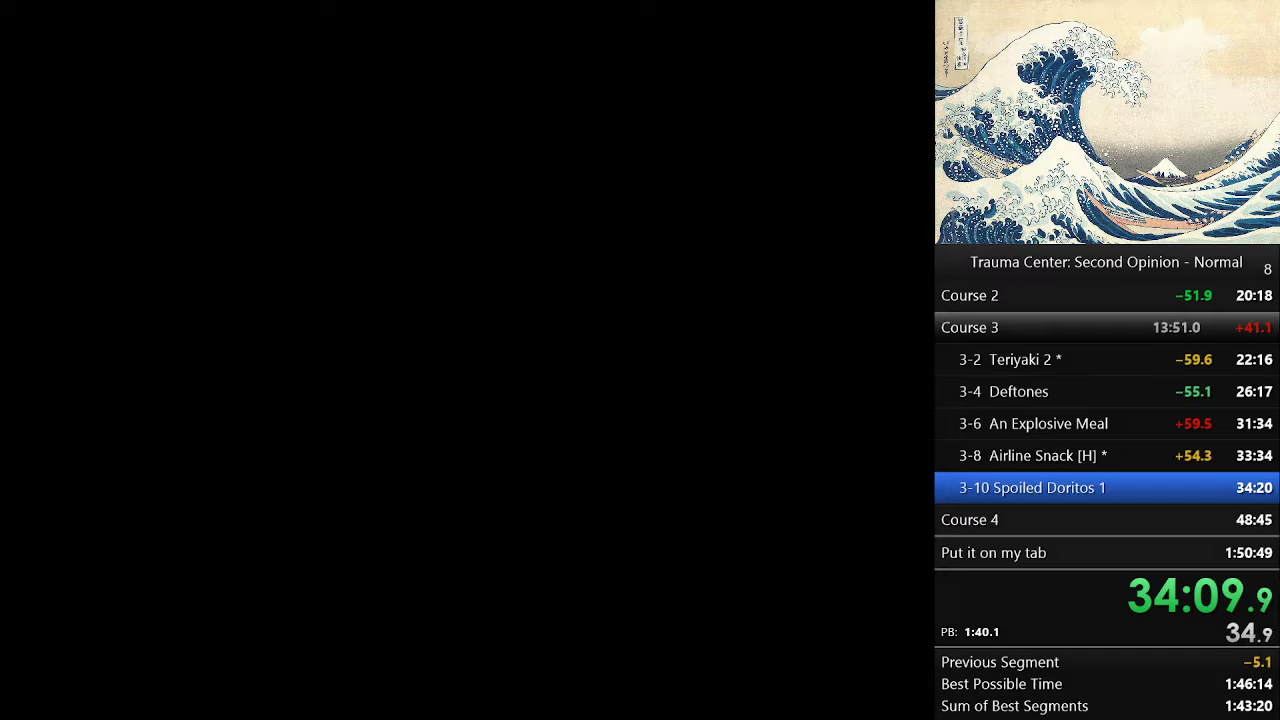 Trauma Center: Second Opinion - Normal
8
Course 2 −51.9 20:18
Course 3 13:51.0 +41.1
3-2 Teriyaki 2 * −59.6 22:16
3-4 Deftones −55.1 26:17
3-6 An Explosive Meal +59.5 31:34
3-8 Airline Snack [H] * +54.3 33:34
3-10 Spoiled Doritos 1 34:20
Course 4 48:45
Put it on my tab 1:50:49
34:09.9
PB: 1:40.1 34.9
Previous Segment −5.1
Best Possible Time 1:46:14
Sum of Best Segments 1:43:20